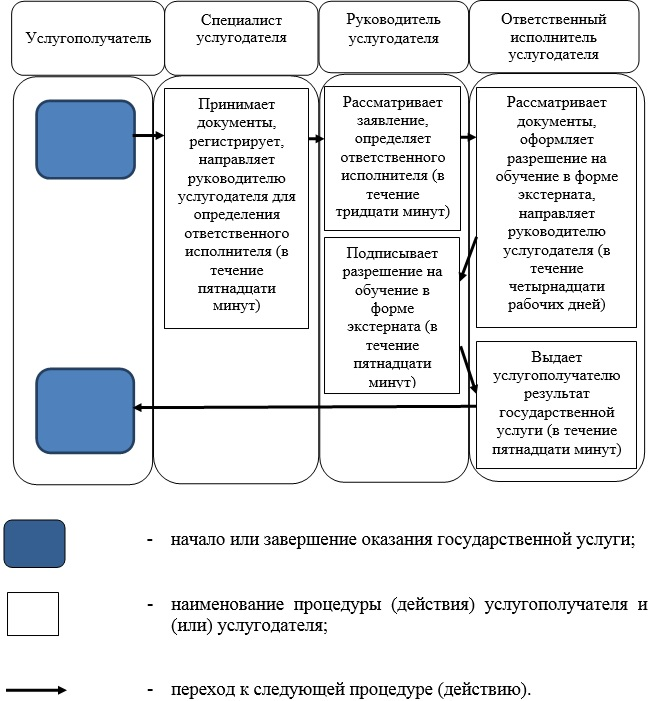 Услугополучатель
Специалист
услугодателя
Руководитель
услугодателя
Ответственный
исполнитель
услугодателя
Принимает
документы,
регистрирует,
направляет
руководителю
услугодателя для
определения
ответственного
исполнителя (в
течение
пятнадцати
минут)
Рассматривает
заявление,
определяет
ответственного
исполнителя (в
течение
тридцати минут)
Рассматривает
документы,
оформляет
разрешение на
обучение в форме
экстерната,
направляет
руководителю
услугодателя (в
течение
четырнадцати
рабочих дней)
Подписывает
разрешение на
обучение в
форме
экстерната (в
течение
пятнадцати
минут)
Выдает
услугополучателю
результат
государственной
услуги (в течение
пятнадцати минут)
- начало или завершение оказания государственной услуги;
- наименование процедуры (действия) услугополучателя и
(или) услугодателя;
- переход к следующей процедуре (действию).